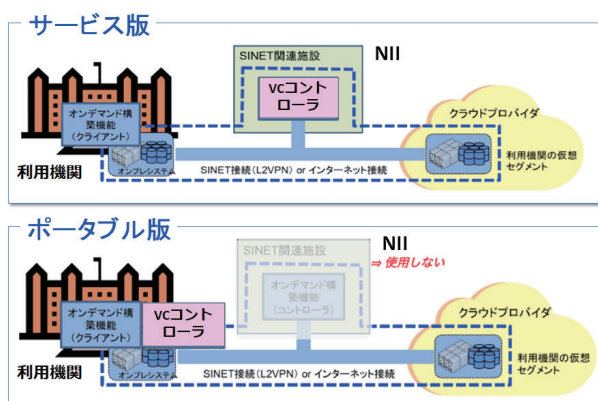 サービス版
SINET関連施設
NII
vcコント
ローラ
オンデマンド構
築機能
(クライアント)
クラウドプロバイダ
利用機関
オンプレシステム
SINET接続(L2VPN) or インターネット接続
利用機関の仮想
セグメント
ポータブル版
SINET関連施設
NII
⇒ 使用しない
オンデマンド構
築機能
(コントローラ)
オンデマンド構
築機能
(クライアント)
vcコント
ローラ
クラウドプロバイダ
利用機関
オンプレシステム
SINET接続(L2VPN) or インターネット接続
利用機関の仮想
セグメント